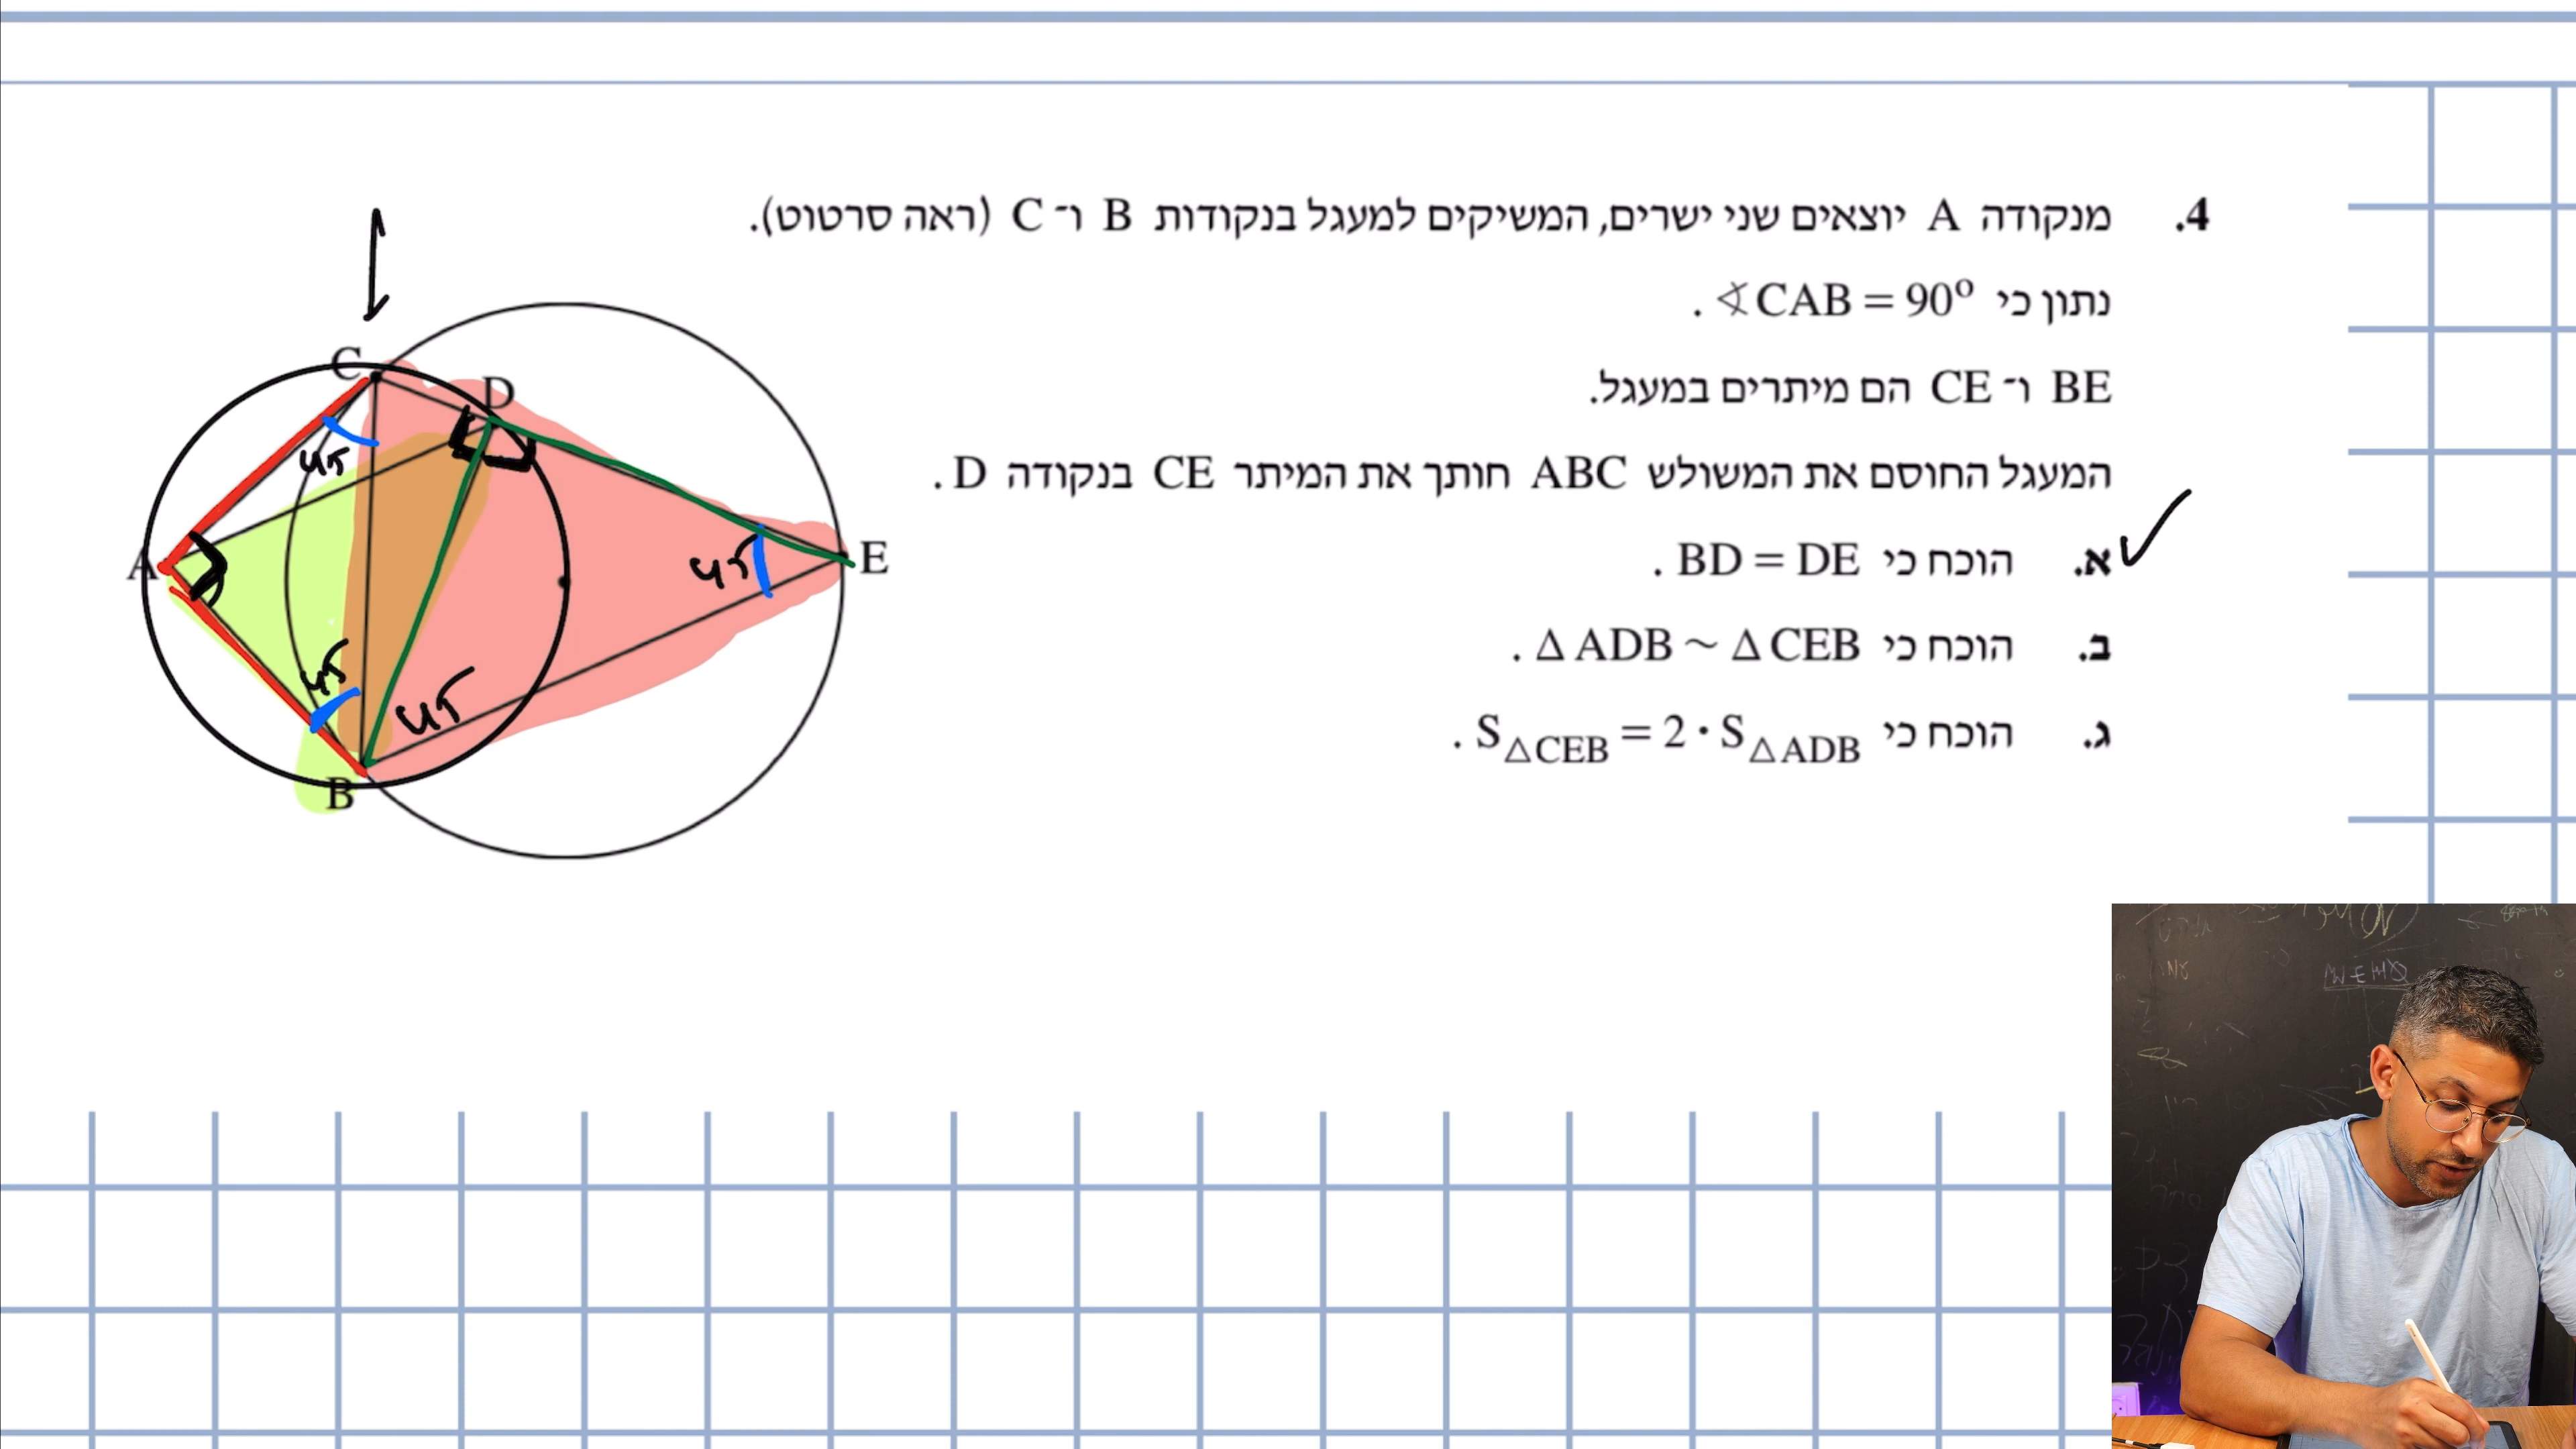 4. מנקודה A יוצאים שני ישרים, המשיקים למעגל בנקודות B ו־ C (ראה סרטוט).
נתון כי ∢CAB = 90° .
BE ו־ CE הם מיתרים במעגל.
המעגל החוסם את המשולש ABC חותך את המיתר CE בנקודה D .
א. הוכח כי BD = DE .
ב. הוכח כי Δ ADB ~ Δ CEB .
ג. הוכח כי S△CEB = 2 · S△ADB .
C
D
45
A
E
45
45
45
B